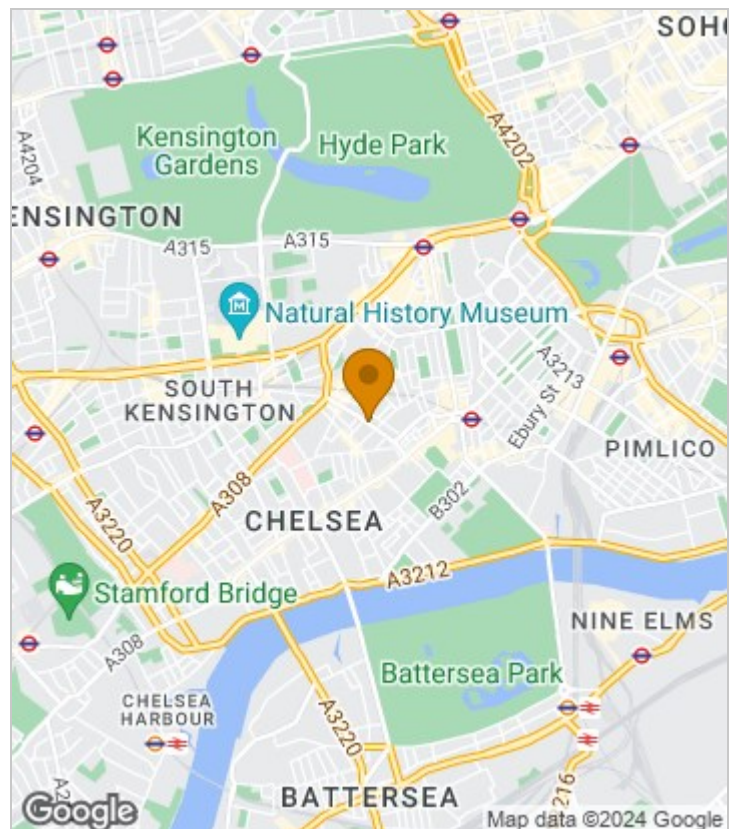 SOH
Kensington
Gardens
Hyde Park
A4202
A4204
ENSINGTON
A315
A315
Natural History Museum
A3213
SOUTH
KENSINGTON
Ebury St
PIMLICO
A308
B302
A3220
CHELSEA
A3212
Stamford Bridge
NINE ELMS
A308
Battersea Park
CHELSEA
HARBOUR
A3220
BATTERSEA
Google
Map data ©2024 Google